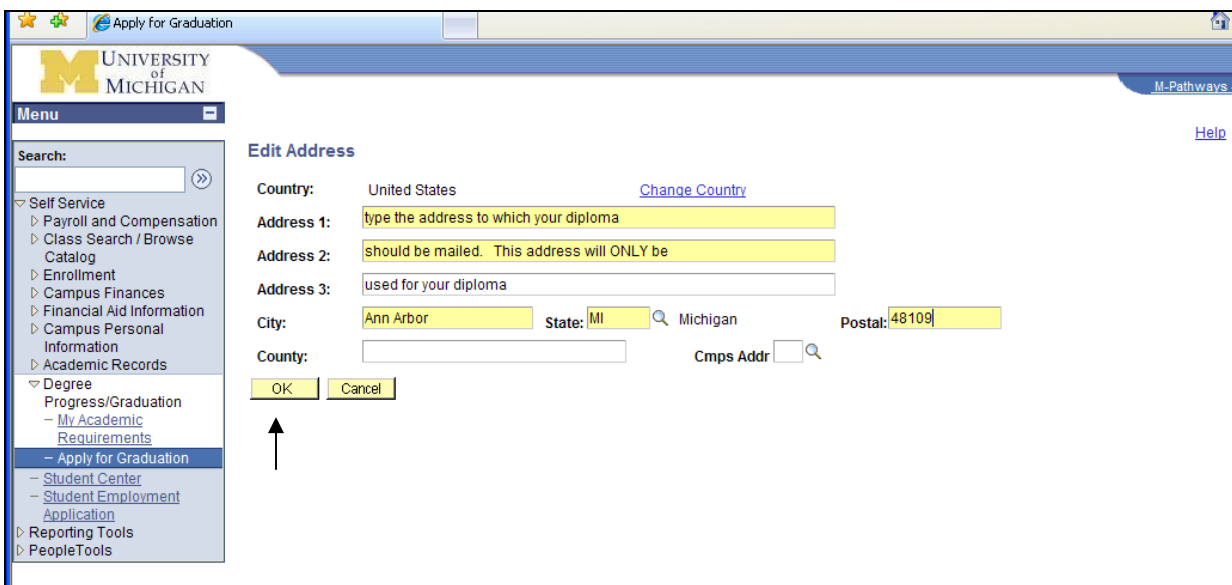 Apply for Graduation
UNIVERSITY
of
MICHIGAN
M-Pathways
Menu
Help
Search:
Self Service
Payroll and Compensation
Class Search / Browse
Catalog
Enrollment
Campus Finances
Financial Aid Information
Campus Personal
Information
Academic Records
Degree
Progress/Graduation
– My Academic
Requirements
– Apply for Graduation
– Student Center
– Student Employment
Application
Reporting Tools
PeopleTools
Edit Address
Country: United States Change Country
Address 1: type the address to which your diploma
Address 2: should be mailed. This address will ONLY be
Address 3: used for your diploma
City: Ann Arbor State: MI Michigan Postal: 48109
County: Cmps Addr
OK Cancel